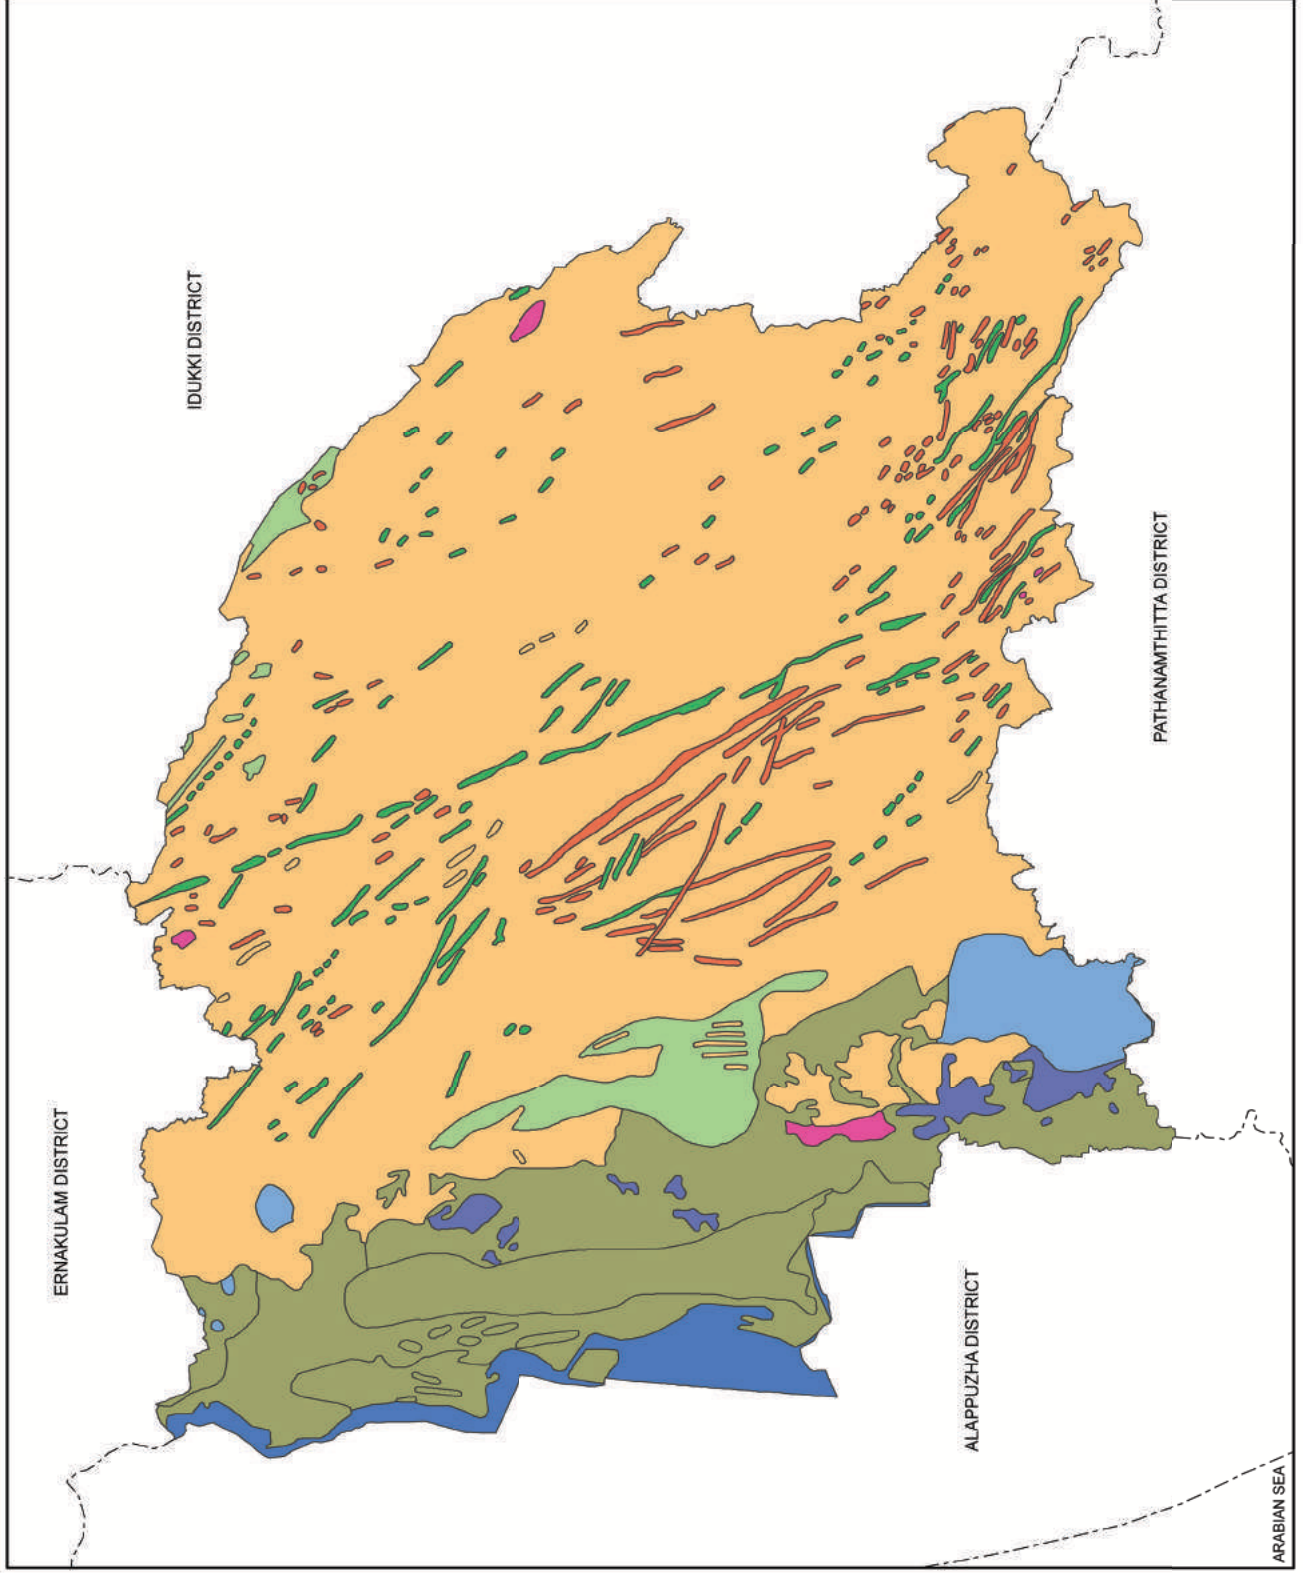 IDUKKI DISTRICT
ERNAKULAM DISTRICT
PATHANAMTHITTA DISTRICT
ALAPPUZHA DISTRICT
ARABIAN SEA